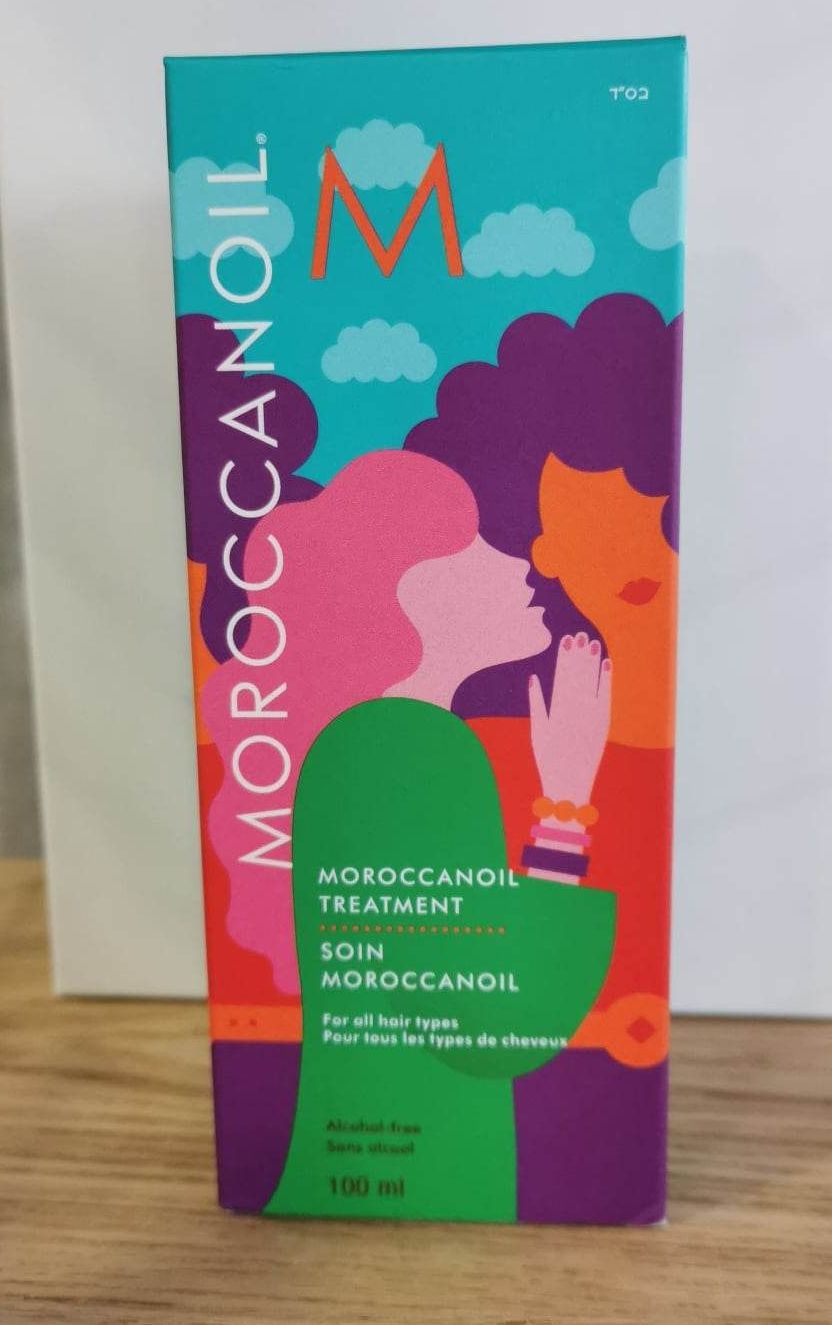 בס"ד
MOROCCANOIL®
M
MOROCCANOIL
TREATMENT
SOIN
MOROCCANOIL
For all hair types
Pour tous les types de cheveux
Alcohol-free
Sans alcool
100 ml